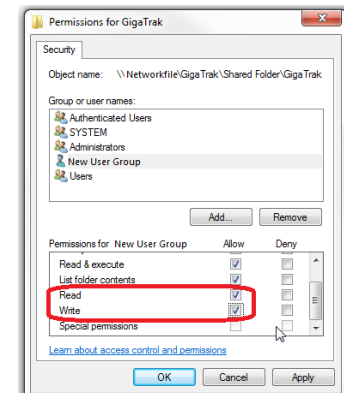 Permissions for GigaTrak
Security
Object name: \\Networkfile\GigaTrak\Shared Folder\GigaTrak
Group or user names:
Authenticated Users
SYSTEM
Administrators
New User Group
Users
Add... Remove
Permissions for New User Group Allow Deny
Read & execute
List folder contents
Read
Write
Special permissions
Learn about access control and permissions
OK Cancel Apply